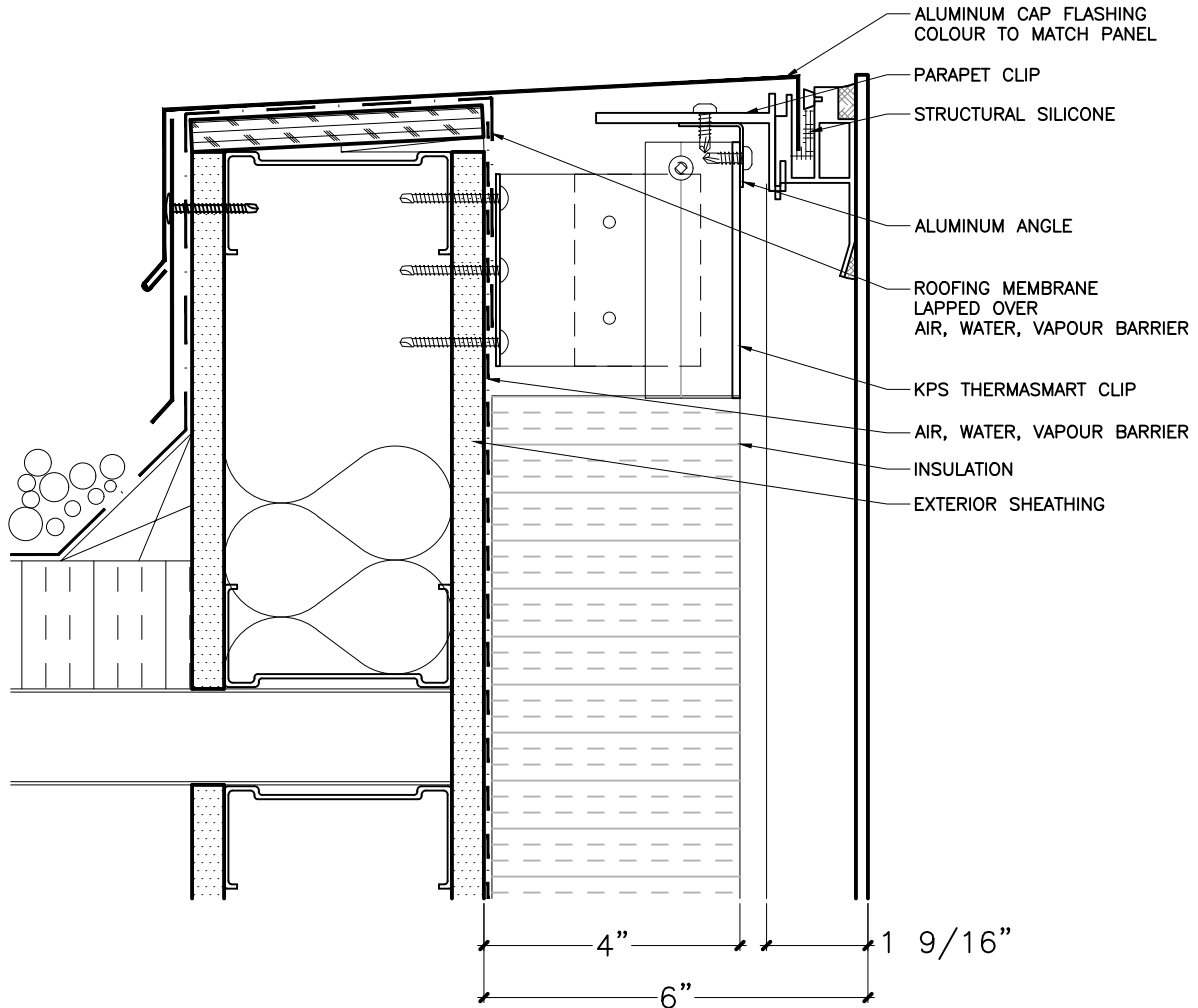 ALUMINUM CAP FLASHING
COLOUR TO MATCH PANEL
PARAPET CLIP
STRUCTURAL SILICONE
ALUMINUM ANGLE
ROOFING MEMBRANE
LAPPED OVER
AIR, WATER, VAPOUR BARRIER
KPS THERMASMART CLIP
AIR, WATER, VAPOUR BARRIER
INSULATION
EXTERIOR SHEATHING
4”
1 9/16”
6”